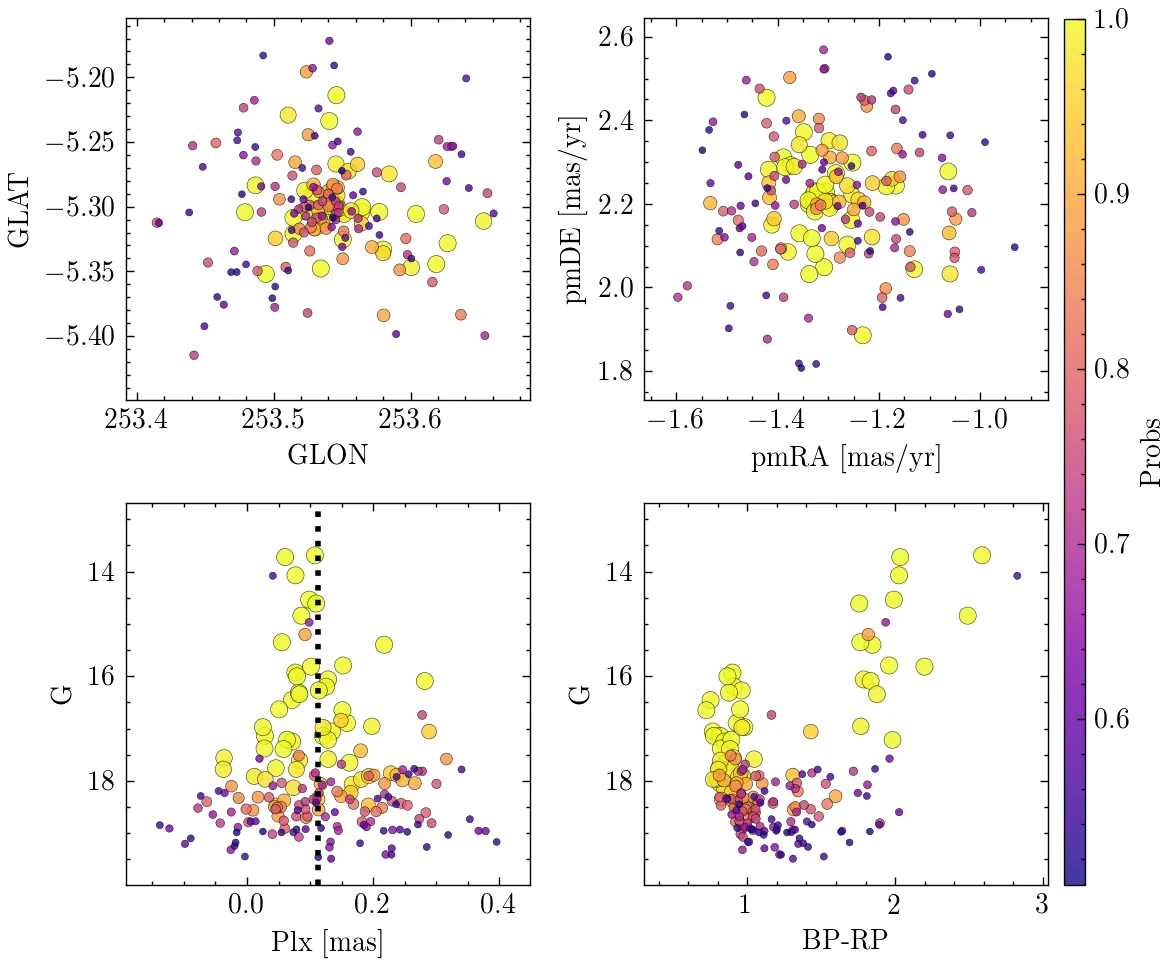 −5.20
−5.25
−5.30
−5.35
−5.40
GLAT
253.4 253.5 253.6
GLON
2.6
2.4
2.2
2.0
1.8
pmDE [mas/yr]
−1.6 −1.4 −1.2 −1.0
pmRA [mas/yr]
14
16
18
G
0.0 0.2 0.4
Plx [mas]
14
16
18
G
1 2 3
BP-RP
1.0
0.9
0.8
0.7
0.6
Probs